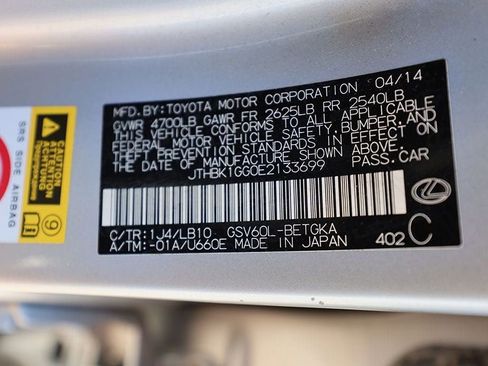 MFD.BY:TOYOTA MOTOR CORPORATION 04/14
GVWR 4700LB GAWR FR 2625LB RR 2540LB
THIS VEHICLE CONFORMS TO ALL APPLICABLE
FEDERAL MOTOR VEHICLE SAFETY, BUMPER, AND
THEFT PREVENTION STANDARDS IN EFFECT ON
THE DATE OF MANUFACTURE SHOWN ABOVE.
JTHBK1GG0E2133699 PASS.CAR
C/TR:1J4/LB10 GSV60L-BETGKA
A/TM:-01A/U660E MADE IN JAPAN 402 C
SRS SIDE AIRBAG
ACHTUNG
9